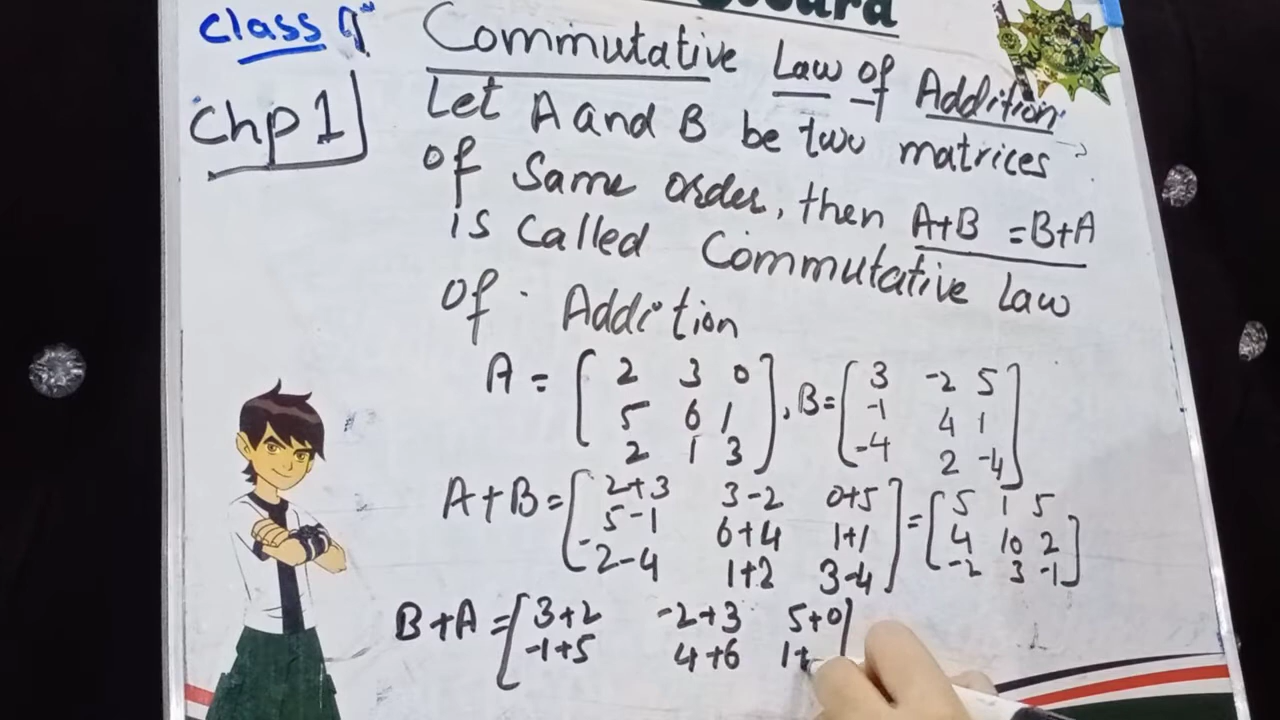 Class 9th
Chp 1
Commutative Law of Addition
Let A and B be two matrices
of Same order, then A+B = B+A
is Called Commutative Law
of Addition
A = [ 2 3 0 ], B = [ 3 -2 5 ]
5 6 1 -1 4 1
2 1 3 -4 2 -4
A+B = [ 2+3 3-2 0+5 ] = [ 5 1 5 ]
5-1 6+4 1+1 4 10 2
2-4 1+2 3-4 -2 3 -1
B+A = [ 3+2 -2+3 5+0 ]
-1+5 4+6 1+